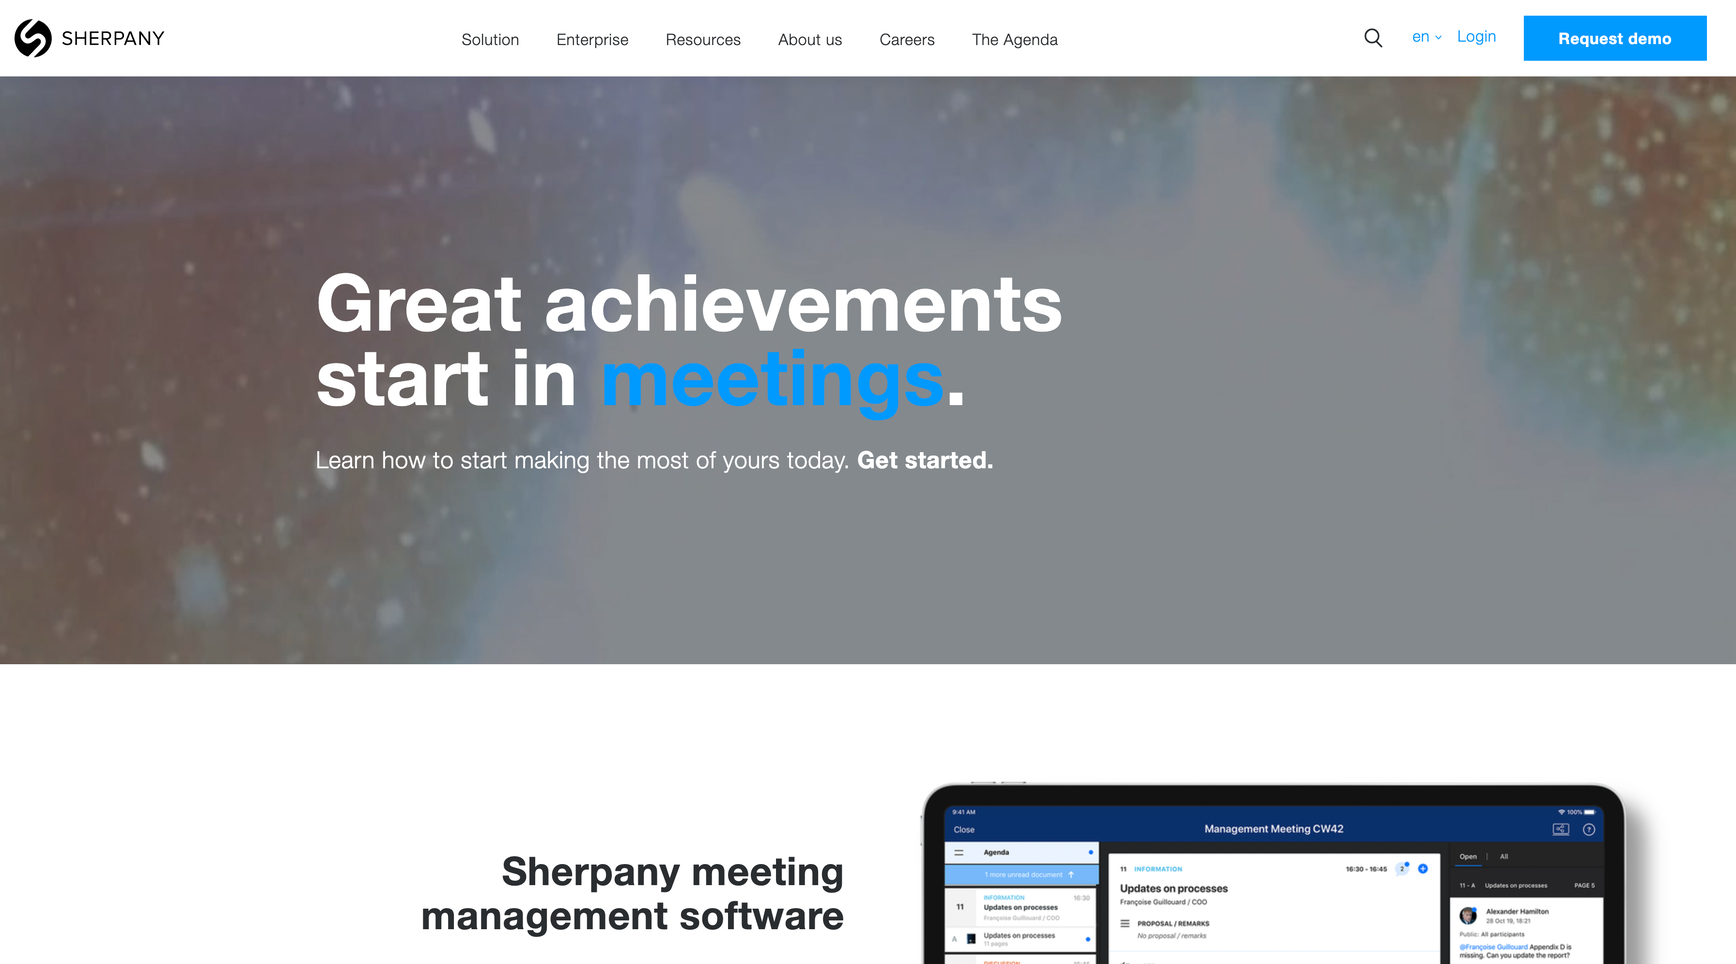 SHERPANY
Solution
Enterprise
Resources
About us
Careers
The Agenda
en
Login
Request demo
Great achievements
start in meetings.
Learn how to start making the most of yours today. Get started.
Sherpany meeting
management software
9:41 AM
100%
Close
Management Meeting CW42
Agenda
1 more unread document
INFORMATION
16:30
11
Updates on processes
Françoise Guillouard / COO
A
Updates on processes
11 pages
DISCUSSION
16:45
11 INFORMATION
16:30 - 16:45
2
Updates on processes
Françoise Guillouard / COO
PROPOSAL / REMARKS
No proposal / remarks
Open | All
11 - A Updates on processes PAGE 5
Alexander Hamilton
28 Oct 19, 18:21
Public: All participants
@Françoise Guillouard Appendix D is
missing. Can you update the report?